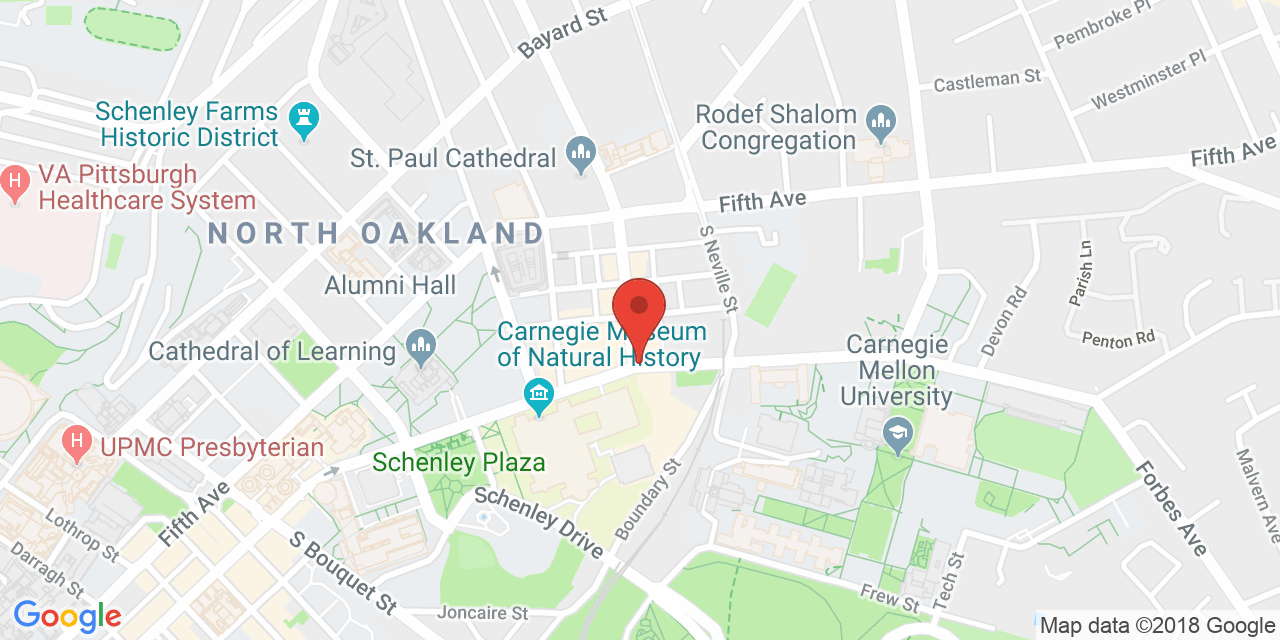 Bayard St
Pembroke Pl
Castleman St
Westminster Pl
Schenley Farms
Historic District
Rodef Shalom
Congregation
St. Paul Cathedral
Fifth Ave
H
VA Pittsburgh
Healthcare System
Fifth Ave
NORTH OAKLAND
S Neville St
Parish Ln
Alumni Hall
Devon Rd
Carnegie Museum
of Natural History
Penton Rd
Cathedral of Learning
Carnegie
Mellon
University
H
UPMC Presbyterian
Schenley Plaza
Malvern Ave
Forbes Ave
Fifth Ave
Schenley Drive
Boundary St
Lothrop St
S Bouquet St
Darragh St
Tech St
Frew St
Joncaire St
Google
Map data ©2018 Google